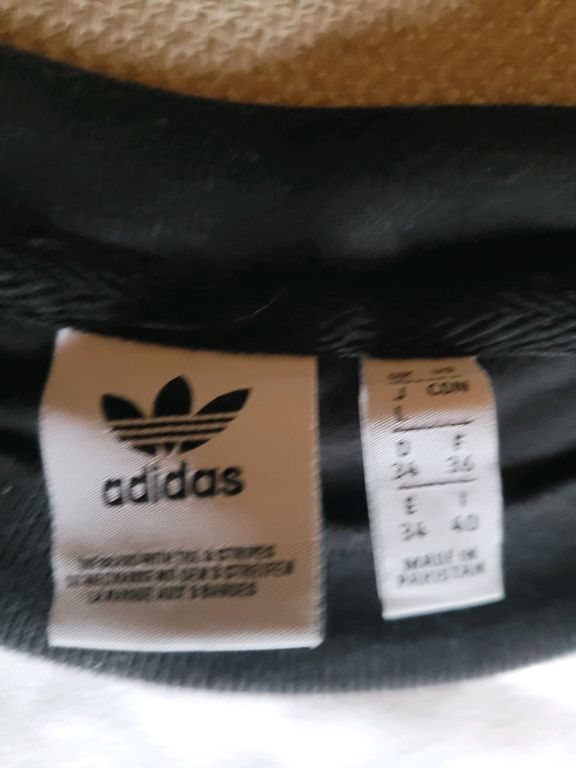 adidas
THE BRAND WITH THE 3 STRIPES
DIE MARKE MIT DEN 3 STREIFEN
LA MARQUE AUX 3 BANDES
J CDN
D F
34 36
E I
34 40
MADE IN
PAKISTAN